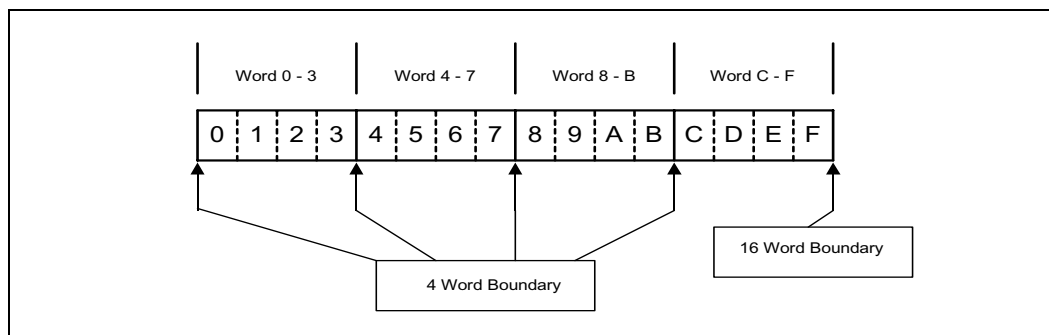 Word 0 - 3 Word 4 - 7 Word 8 - B Word C - F
0 1 2 3 4 5 6 7 8 9 A B C D E F
16 Word Boundary
4 Word Boundary